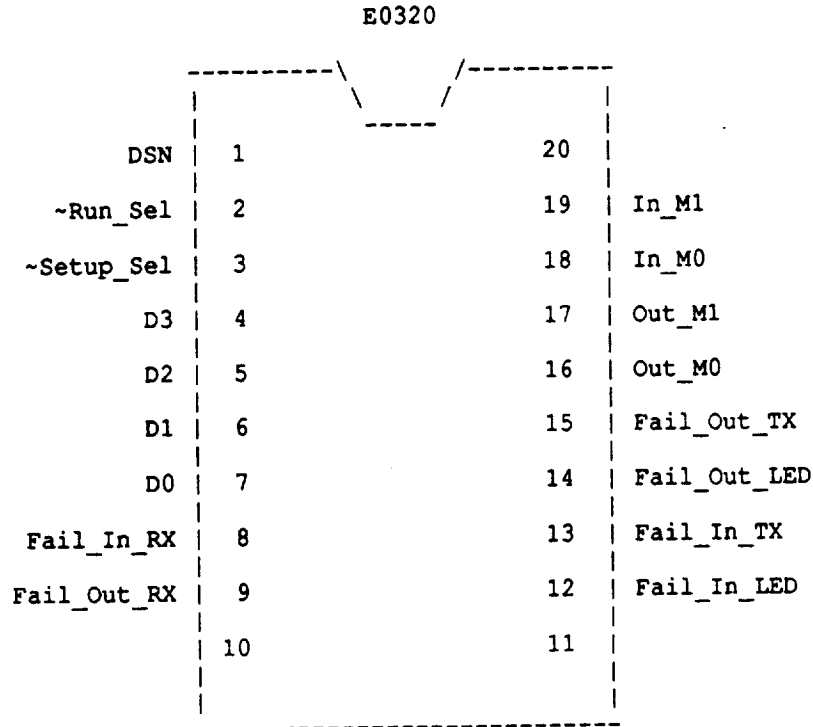 E0320
DSN 1 20
~Run_Sel 2 19 In_M1
~Setup_Sel 3 18 In_M0
D3 4 17 Out_M1
D2 5 16 Out_M0
D1 6 15 Fail_Out_TX
D0 7 14 Fail_Out_LED
Fail_In_RX 8 13 Fail_In_TX
Fail_Out_RX 9 12 Fail_In_LED
10 11